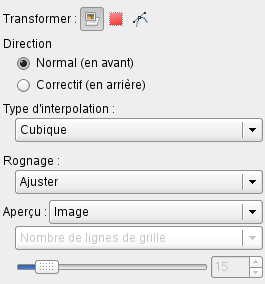 Transformer :
Direction
Normal (en avant)
Correctif (en arrière)
Type d'interpolation :
Cubique
Rognage :
Ajuster
Aperçu : Image
Nombre de lignes de grille
15